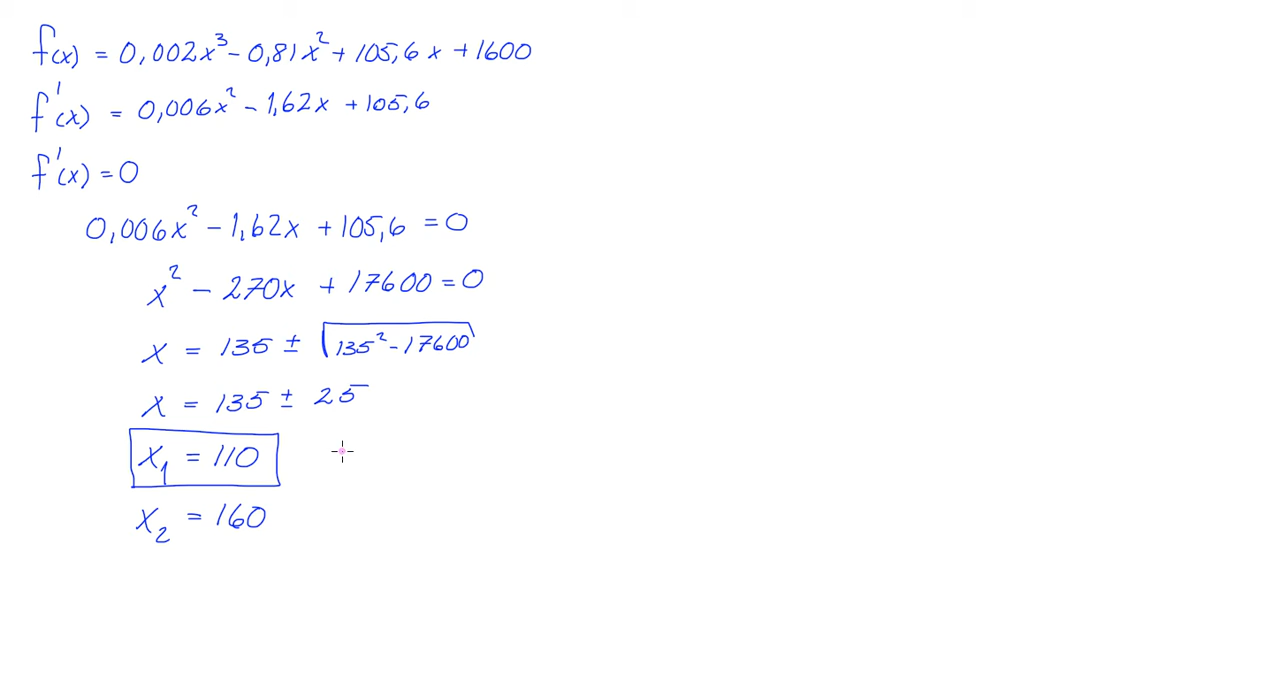 f(x) = 0,002x³ - 0,81x² + 105,6x + 1600
f'(x) = 0,006x² - 1,62x + 105,6
f'(x) = 0
0,006x² - 1,62x + 105,6 = 0
x² - 270x + 17600 = 0
x = 135 ± √(135² - 17600)
x = 135 ± 25
x₁ = 110
x₂ = 160